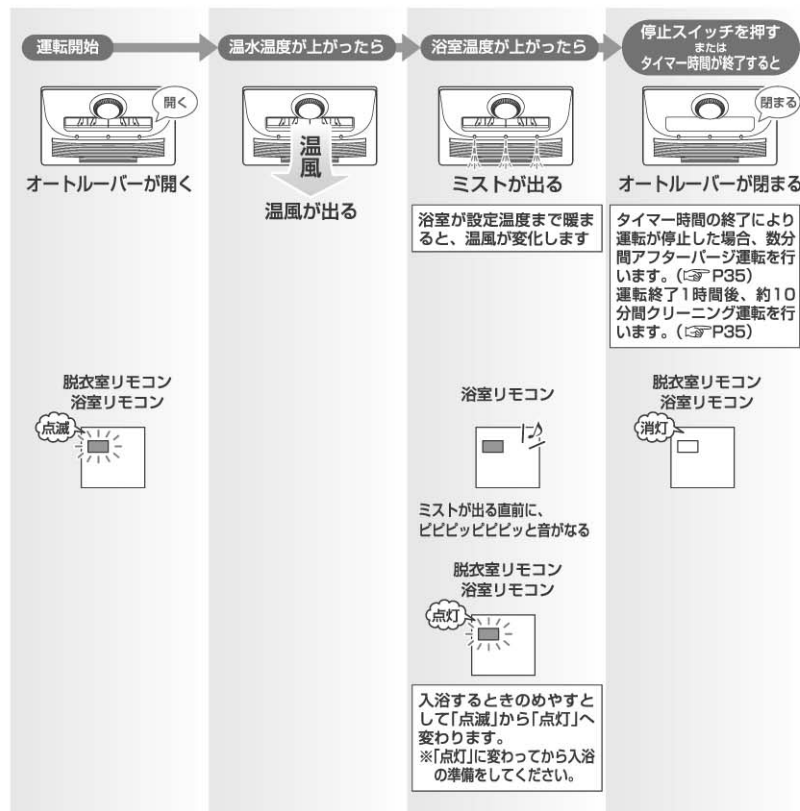 運転開始
温水温度が上がったら
浴室温度が上がったら
停止スイッチを押す
または
タイマー時間が終了すると
開く
オートルーバーが開く
温風
温風が出る
ミストが出る
閉まる
オートルーバーが閉まる
浴室が設定温度まで暖ま
ると、温風が変化します
タイマー時間の終了により
運転が停止した場合、数分
間アフターパージ運転を行
います。(☞P35)
運転終了1時間後、約10
分間クリーニング運転を行
います。(☞P35)
脱衣室リモコン
浴室リモコン
点滅
浴室リモコン
♪
ミストが出る直前に、
ピピピッピピピッと音がなる
脱衣室リモコン
浴室リモコン
点灯
入浴するときのめやすと
して「点滅」から「点灯」へ
変わります。
※「点灯」に変わってから入浴
の準備をしてください。
脱衣室リモコン
浴室リモコン
消灯